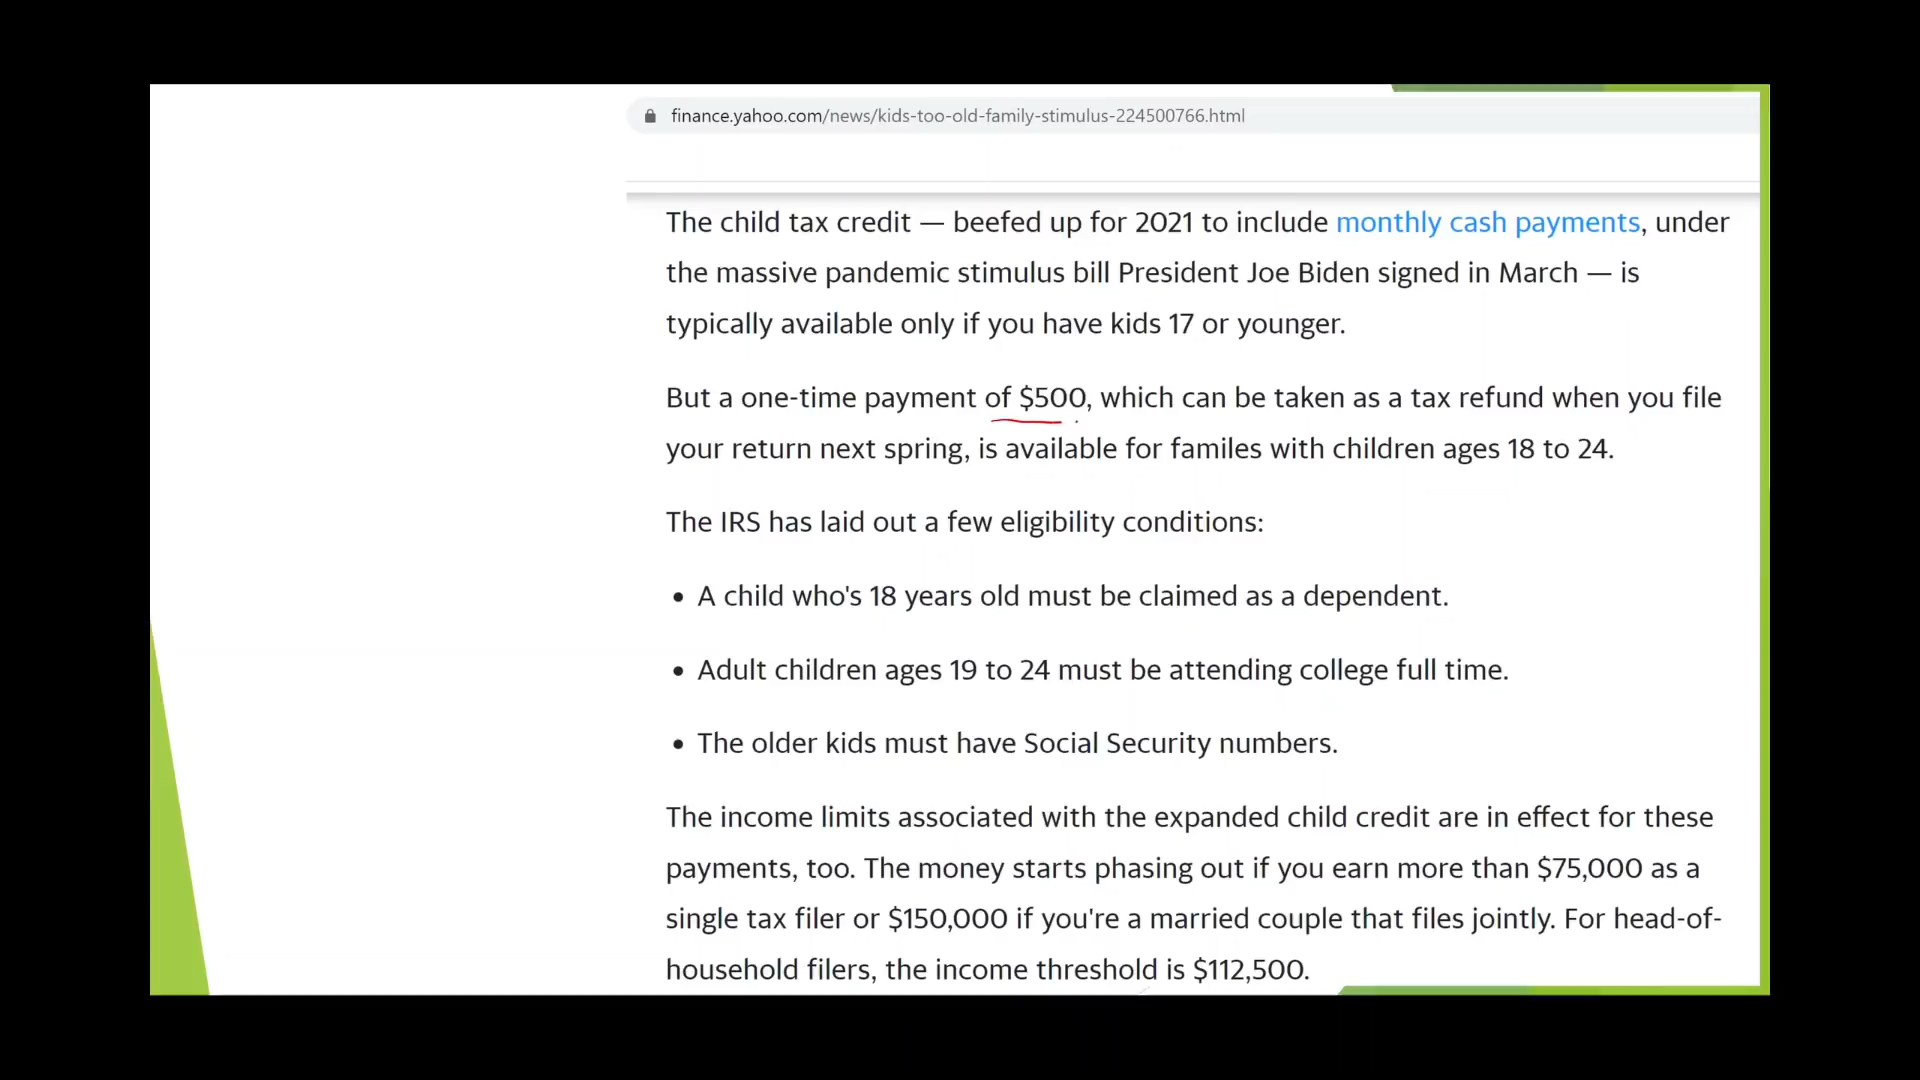 finance.yahoo.com/news/kids-too-old-family-stimulus-224500766.html
The child tax credit — beefed up for 2021 to include monthly cash payments, under
the massive pandemic stimulus bill President Joe Biden signed in March — is
typically available only if you have kids 17 or younger.
But a one-time payment of $500, which can be taken as a tax refund when you file
your return next spring, is available for familes with children ages 18 to 24.
The IRS has laid out a few eligibility conditions:
• A child who's 18 years old must be claimed as a dependent.
• Adult children ages 19 to 24 must be attending college full time.
• The older kids must have Social Security numbers.
The income limits associated with the expanded child credit are in effect for these
payments, too. The money starts phasing out if you earn more than $75,000 as a
single tax filer or $150,000 if you're a married couple that files jointly. For head-of-
household filers, the income threshold is $112,500.